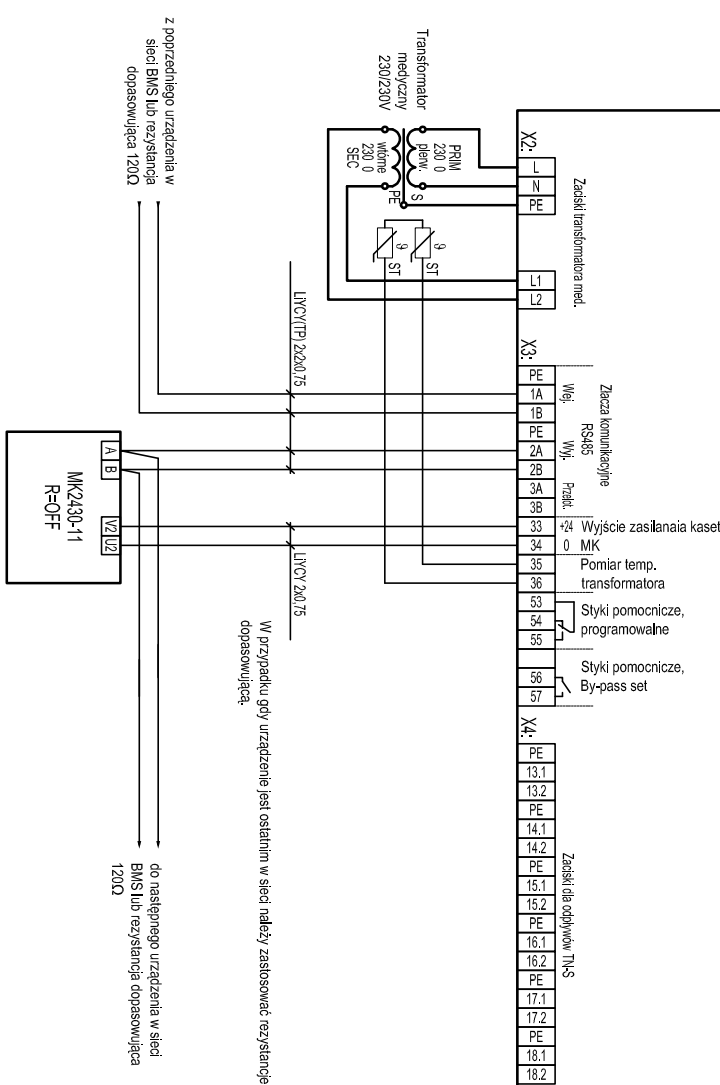 X2:
L
N
PE
L1
L2
Zaciski transformatora med.
Transformator
medyczny
230/230V
PRIM
230 0
pierw.
S
wtórne
230 0
SEC
PE
ϑ
ST
ϑ
ST
X3:
PE
1A
1B
PE
2A
2B
3A
3B
33
34
35
36
53
54
55
56
57
Wej.
Wyj.
Przelot.
Złącza komunikacyjne
RS485
+24 Wyjście zasilanaia kaset
0 MK
Pomiar temp.
transformatora
Styki pomocnicze,
programowalne
Styki pomocnicze,
By-pass set
X4:
PE
13.1
13.2
PE
14.1
14.2
PE
15.1
15.2
PE
16.1
16.2
PE
17.1
17.2
PE
18.1
18.2
Zaciski dla odpływów TN-S
z poprzedniego urządzenia w
sieci BMS lub rezystancja
dopasowująca 120Ω
LiYCY(TP) 2x2x0,75
LiYCY 2x0,75
A
B
V2
U2
MK2430-11
R=OFF
W przypadku gdy urządzenie jest ostatnim w sieci należy zastosować rezystancje
dopasowującą.
do następnego urządzenia w sieci
BMS lub rezystancja dopasowująca
120Ω